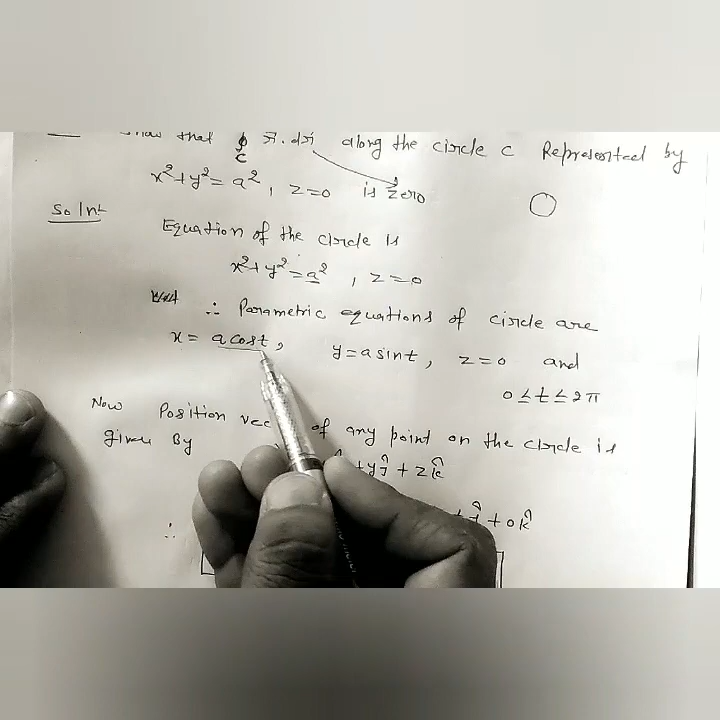 Show that ∮ r⃗.dr⃗ along the circle C Represented by
C
x²+y²=a², z=0 is zero
Solnt
Equation of the circle is
x²+y²=a², z=0
∴ Parametric equations of circle are
x= a cost, y=a sint, z=0 and
0≤t≤2π
Now Position of any point on the circle is
given By
+yĵ+zk̂
+0k̂
∴